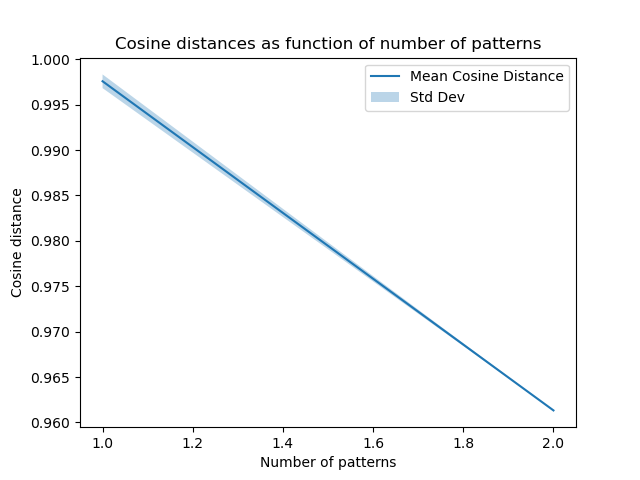 Cosine distances as function of number of patterns
Mean Cosine Distance
Std Dev
1.000
0.995
0.990
0.985
0.980
0.975
0.970
0.965
0.960
Cosine distance
1.0 1.2 1.4 1.6 1.8 2.0
Number of patterns